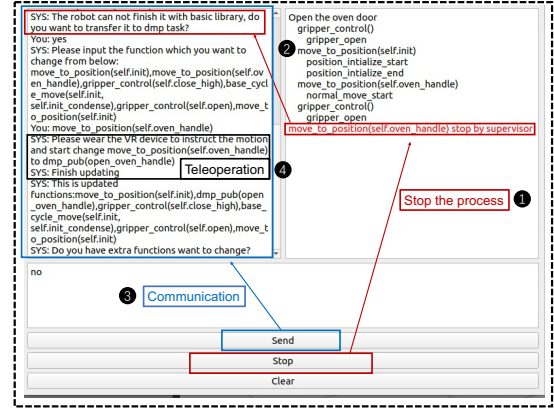 SYS: The robot can not finish it with basic library, do
you want to transfer it to dmp task?
You: yes
SYS: Please input the function which you want to
change from below:
move_to_position(self.init),move_to_position(self.ov
en_handle),gripper_control(self.close_high),base_cycl
e_move(self.init,
self.init_condense),gripper_control(self.open),move_t
o_position(self.init)
You: move_to_position(self.oven_handle)
SYS: Please wear the VR device to instruct the motion
and start change move_to_position(self.oven_handle)
to dmp_pub(open_oven_handle)
SYS: Finish updating
SYS: This is updated
functions:move_to_position(self.init),dmp_pub(open
_oven_handle),gripper_control(self.close_high),base_
cycle_move(self.init,
self.init_condense),gripper_control(self.open),move_t
o_position(self.init)
SYS: Do you have extra functions want to change?
Teleoperation
4
2
Open the oven door
gripper_control()
gripper_open
move_to_position(self.init)
position_intialize_start
position_intialize_end
move_to_position(self.oven_handle)
normal_move_start
gripper_control()
gripper_open
move_to_position(self.oven_handle) stop by supervisor
Stop the process
1
no
3
Communication
Send
Stop
Clear